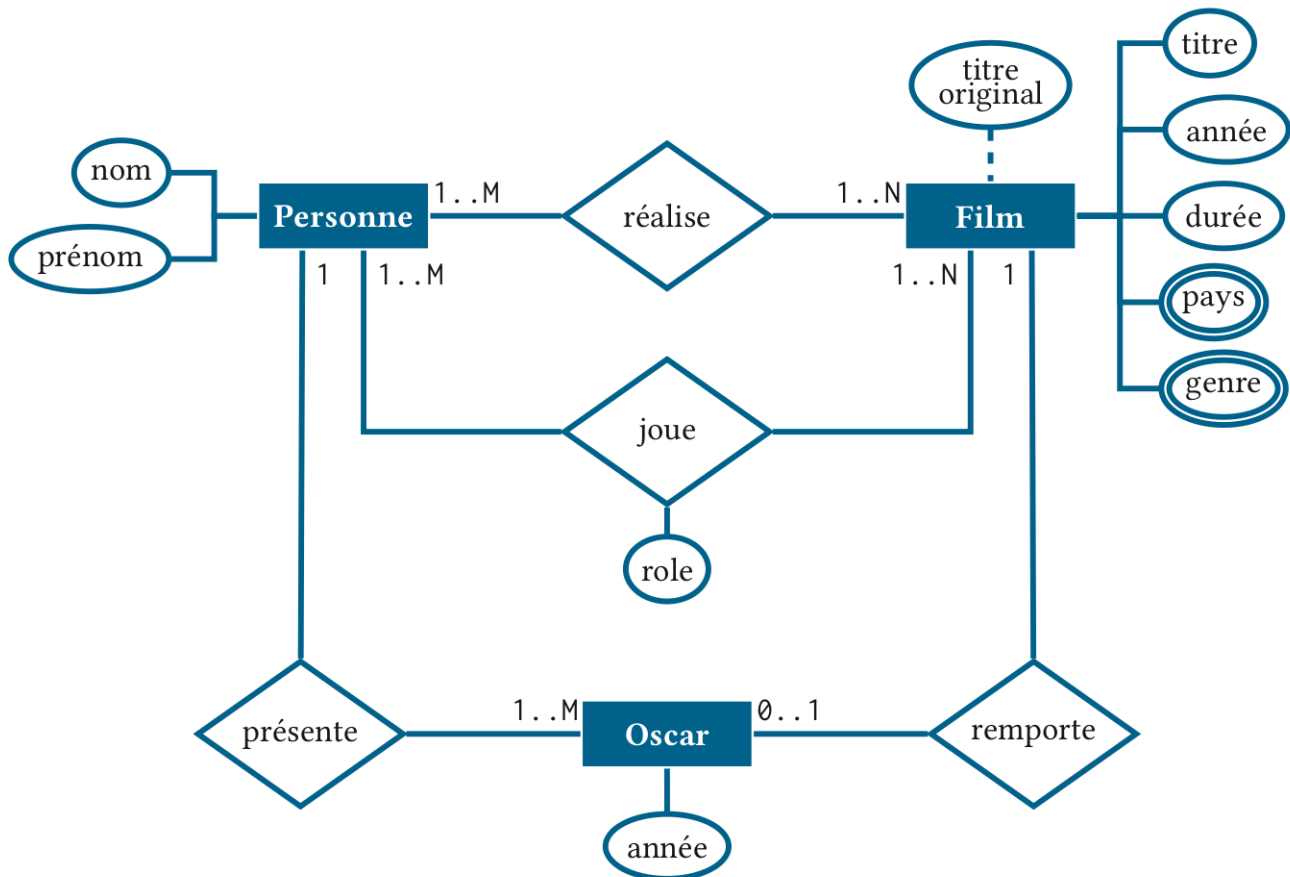 titre
titre
original
année
nom
1..M
1..N
Personne
réalise
Film
durée
prénom
1
1..M
1..N
1
pays
genre
joue
role
1..M
0..1
présente
Oscar
remporte
année